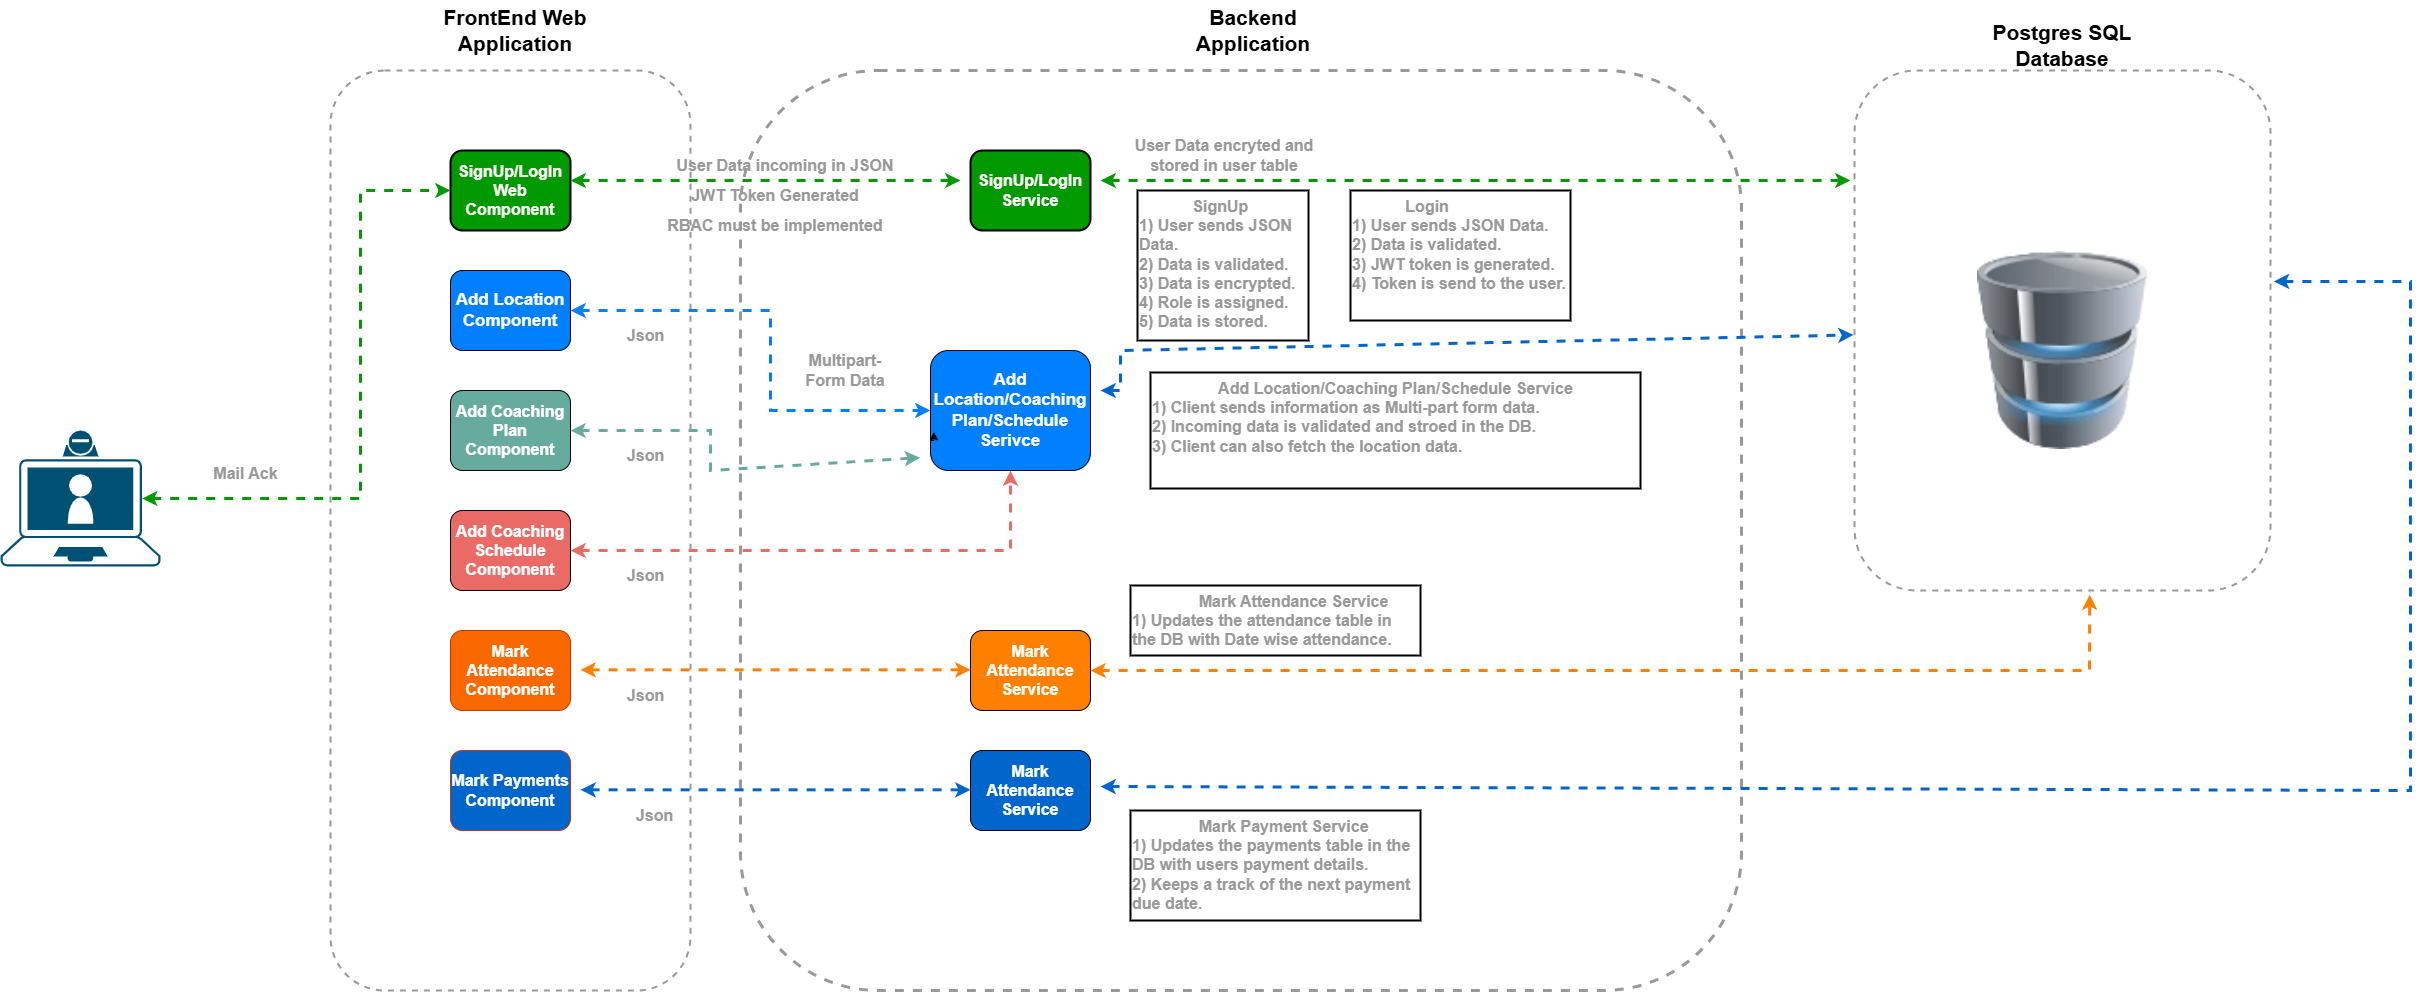 FrontEnd Web
Application
Backend
Application
Postgres SQL
Database
SignUp/LogIn
Web
Component
User Data incoming in JSON
JWT Token Generated
RBAC must be implemented
SignUp/LogIn
Service
User Data encryted and
stored in user table
SignUp
1) User sends JSON
Data.
2) Data is validated.
3) Data is encrypted.
4) Role is assigned.
5) Data is stored.
Login
1) User sends JSON Data.
2) Data is validated.
3) JWT token is generated.
4) Token is send to the user.
Add Location
Component
Json
Multipart-
Form Data
Add
Location/Coaching
Plan/Schedule
Serivce
Add Location/Coaching Plan/Schedule Service
1) Client sends information as Multi-part form data.
2) Incoming data is validated and stroed in the DB.
3) Client can also fetch the location data.
Add Coaching
Plan
Component
Json
Mail Ack
Add Coaching
Schedule
Component
Json
Mark
Attendance
Component
Json
Mark
Attendance
Service
Mark Attendance Service
1) Updates the attendance table in
the DB with Date wise attendance.
Mark Payments
Component
Json
Mark
Attendance
Service
Mark Payment Service
1) Updates the payments table in the
DB with users payment details.
2) Keeps a track of the next payment
due date.